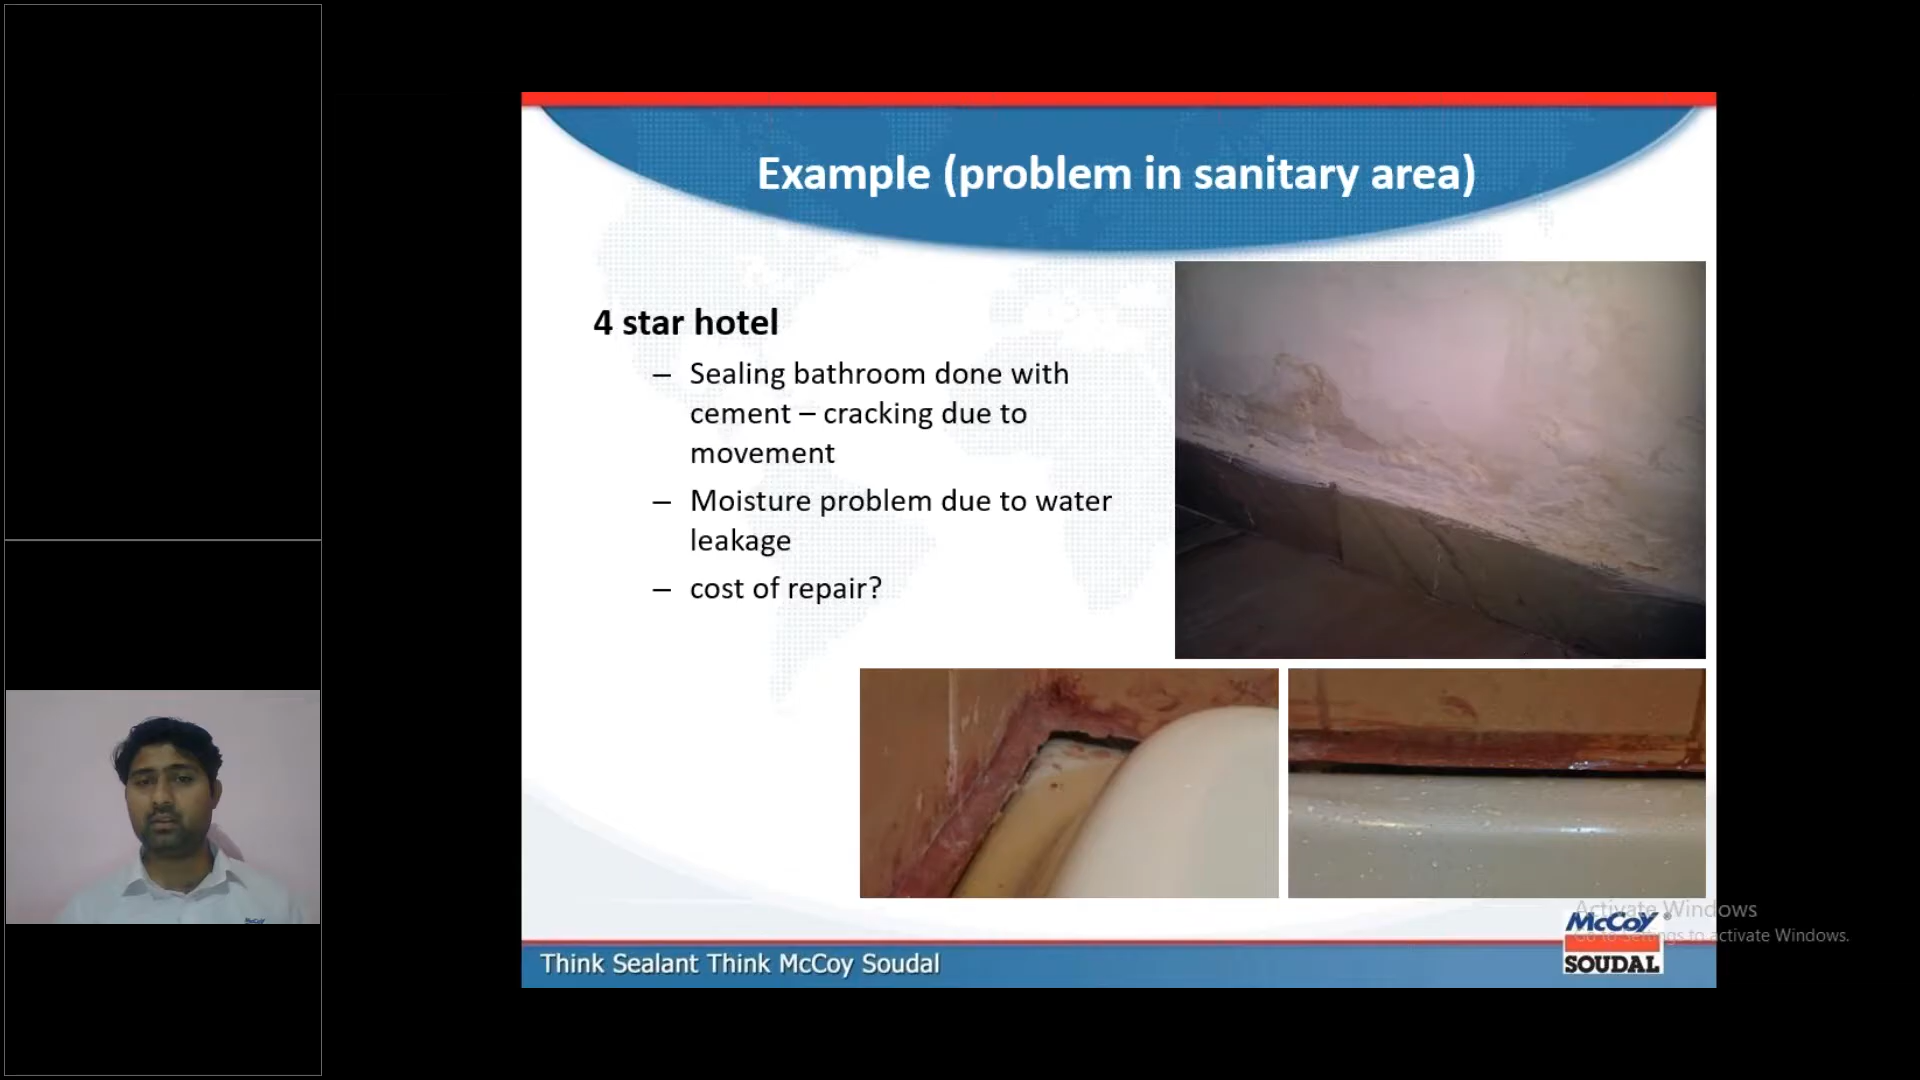 Example (problem in sanitary area)
4 star hotel
– Sealing bathroom done with
cement – cracking due to
movement
– Moisture problem due to water
leakage
– cost of repair?
McCoy
Activate Windows
McCoY ®
Go to Settings to activate Windows.
SOUDAL
Think Sealant Think McCoy Soudal